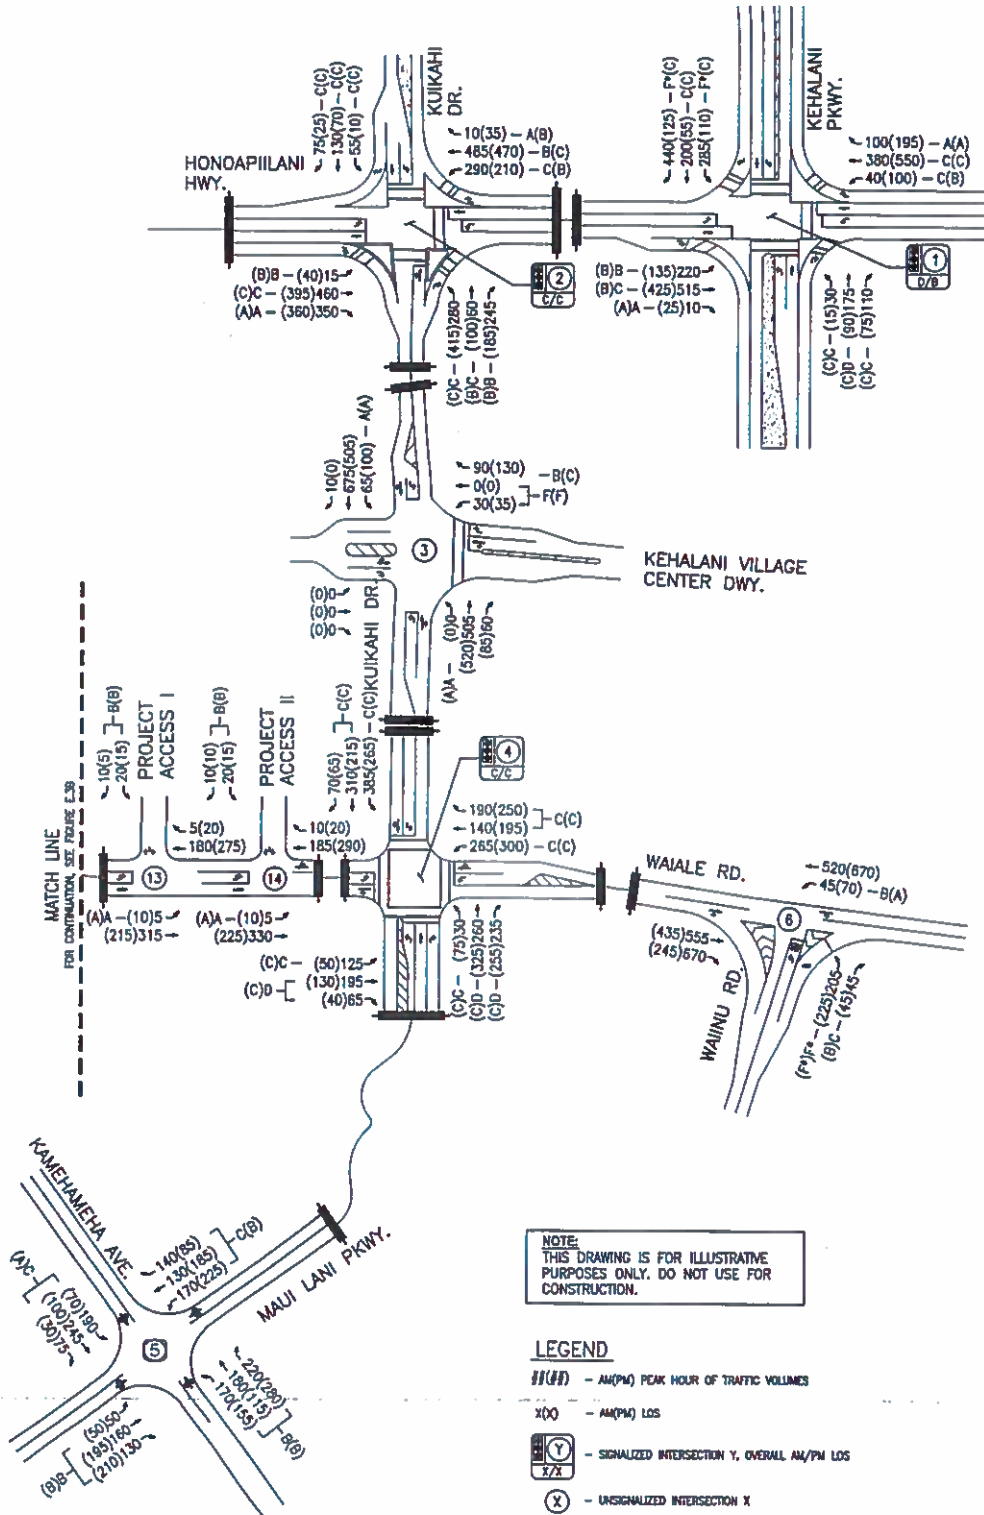 75(25) – C(C)
130(70) – C(C)
55(10) – C(C)
KUIKAHI
DR.
10(35) – A(B)
485(470) – B(C)
290(210) – C(B)
HONOAPIILANI
HWY.
440(125) – F*(C)
200(55) – C(C)
285(110) – F*(C)
KEHALANI
PKWY.
100(195) – A(A)
380(550) – C(C)
40(100) – C(B)
(B)B – (40)15
(C)C – (395)460
(A)A – (360)350
2
C/C
(B)B – (135)220
(B)C – (425)515
(A)A – (25)10
1
D/B
(C)C – (415)280
(B)C – (100)60
(B)B – (185)245
(C)C – (15)30
(C)D – (90)175
(C)C – (75)110
10(0)
675(505)
65(100) – A(A)
90(130) – B(C)
0(0)
30(35)
F(F)
3
KEHALANI VILLAGE
CENTER DWY.
(0)0
(0)0
(0)0
KUIKAHI DR.
(A)A – (0)0
(520)505
(85)60
MATCH LINE
FOR CONTINUATION, SEE FIGURE E.39
10(5)
20(15)
B(B)
PROJECT
ACCESS I
10(10)
20(15)
B(B)
PROJECT
ACCESS II
70(65)
310(215)
C(C)
385(265) – C(C)
4
C/C
5(20)
180(275)
10(20)
185(290)
190(250)
140(195)
C(C)
265(300) – C(C)
13
14
(A)A – (10)5
(215)315
(A)A – (10)5
(225)330
(C)C – (50)125
(C)D
(130)195
(40)65
(C)C – (75)30
(C)D – (325)260
(C)D – (255)235
WAIALE RD.
520(670)
45(70) – B(A)
6
(435)555
(245)670
WAIINU RD.
(F*)F* – (225)205
(B)C – (45)45
KAMEHAMEHA AVE.
(A)C
(70)190
(100)245
(30)75
140(85)
130(185)
170(225)
C(B)
MAUI LANI PKWY.
5
220(280)
180(115)
170(155)
B(B)
(B)B
(50)50
(195)160
(210)130
NOTE:
THIS DRAWING IS FOR ILLUSTRATIVE
PURPOSES ONLY. DO NOT USE FOR
CONSTRUCTION.
LEGEND
##(##) – AM(PM) PEAK HOUR OF TRAFFIC VOLUMES
X(X) – AM(PM) LOS
Y
X/X
– SIGNALIZED INTERSECTION Y, OVERALL AM/PM LOS
X – UNSIGNALIZED INTERSECTION X